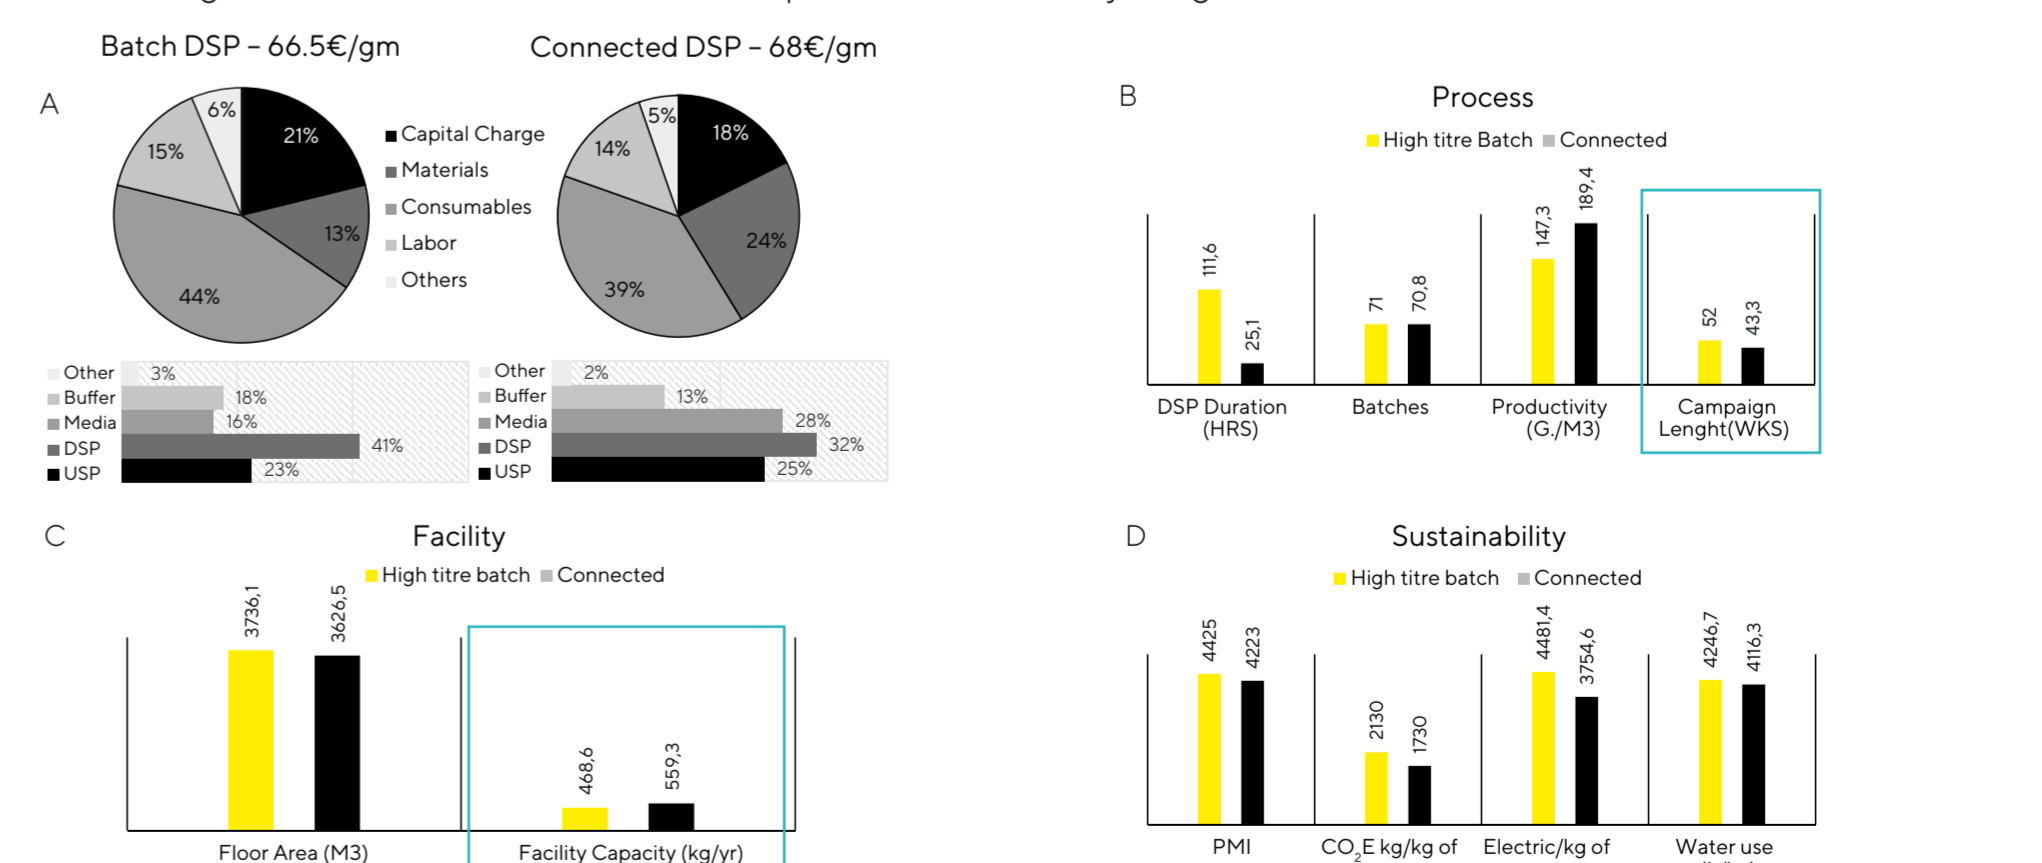 Batch DSP – 66.5€/gm
Connected DSP – 68€/gm
A
6%
21%
15%
13%
44%
Capital Charge
Materials
Consumables
Labor
Others
5%
18%
14%
24%
39%
Other
3%
Buffer
18%
Media
16%
DSP
41%
USP
23%
Other
2%
Buffer
13%
Media
28%
DSP
32%
USP
25%
B
Process
High titre Batch
Connected
111,6
25,1
71
70,8
147,3
189,4
52
43,3
DSP Duration
(HRS)
Batches
Productivity
(G./M3)
Campaign
Lenght(WKS)
C
Facility
High titre batch
Connected
3736,1
3626,5
468,6
559,3
Floor Area (M3)
Facility Capacity (kg/yr)
D
Sustainability
High titre batch
Connected
4425
4223
2130
1730
4481,4
3754,6
4246,7
4116,3
PMI
CO₂E kg/kg of
Electric/kg of
Water use